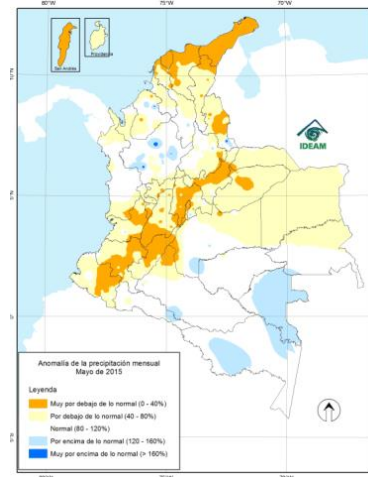 80°W 75°W 70°W
San Andrés
Providencia
IDEAM
Anomalía de la precipitación mensual
Mayo de 2015
Leyenda
Muy por debajo de lo normal (0 - 40%)
Por debajo de lo normal (40 - 80%)
Normal (80 - 120%)
Por encima de lo normal (120 - 160%)
Muy por encima de lo normal (> 160%)